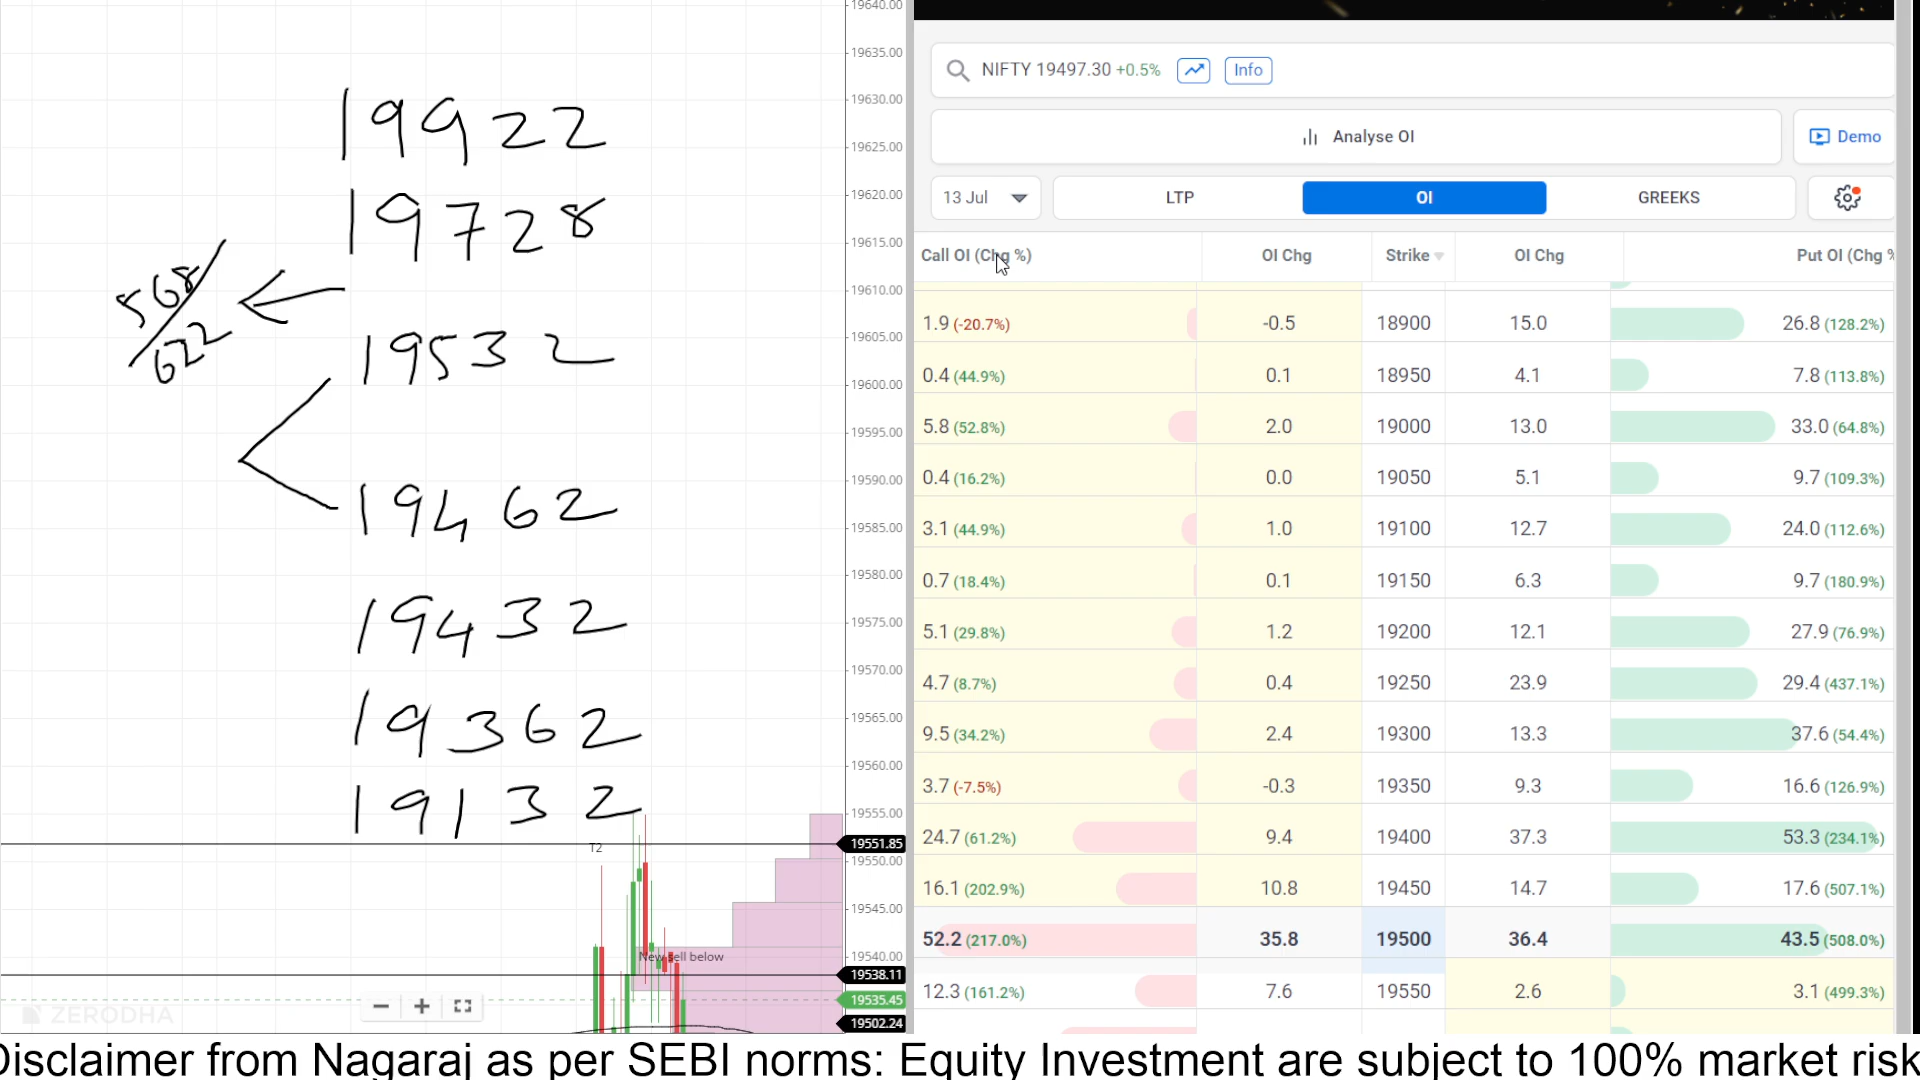 19922
19728
568/
622
19532
19462
19432
19362
19132
19640.00
19635.00
19630.00
19625.00
19620.00
19615.00
19610.00
19605.00
19600.00
19595.00
19590.00
19585.00
19580.00
19575.00
19570.00
19565.00
19560.00
19555.00
19551.85
19550.00
19545.00
19540.00
19538.11
19535.45
19502.24
T2
New sell below
ZERODHA
NIFTY 19497.30 +0.5% Info
Analyse OI Demo
13 Jul LTP OI GREEKS
Call OI (Chg %) OI Chg Strike OI Chg Put OI (Chg %
1.9 (-20.7%) -0.5 18900 15.0 26.8 (128.2%)
0.4 (44.9%) 0.1 18950 4.1 7.8 (113.8%)
5.8 (52.8%) 2.0 19000 13.0 33.0 (64.8%)
0.4 (16.2%) 0.0 19050 5.1 9.7 (109.3%)
3.1 (44.9%) 1.0 19100 12.7 24.0 (112.6%)
0.7 (18.4%) 0.1 19150 6.3 9.7 (180.9%)
5.1 (29.8%) 1.2 19200 12.1 27.9 (76.9%)
4.7 (8.7%) 0.4 19250 23.9 29.4 (437.1%)
9.5 (34.2%) 2.4 19300 13.3 37.6 (54.4%)
3.7 (-7.5%) -0.3 19350 9.3 16.6 (126.9%)
24.7 (61.2%) 9.4 19400 37.3 53.3 (234.1%)
16.1 (202.9%) 10.8 19450 14.7 17.6 (507.1%)
52.2 (217.0%) 35.8 19500 36.4 43.5 (508.0%)
12.3 (161.2%) 7.6 19550 2.6 3.1 (499.3%)
Disclaimer from Nagaraj as per SEBI norms: Equity Investment are subject to 100% market risk